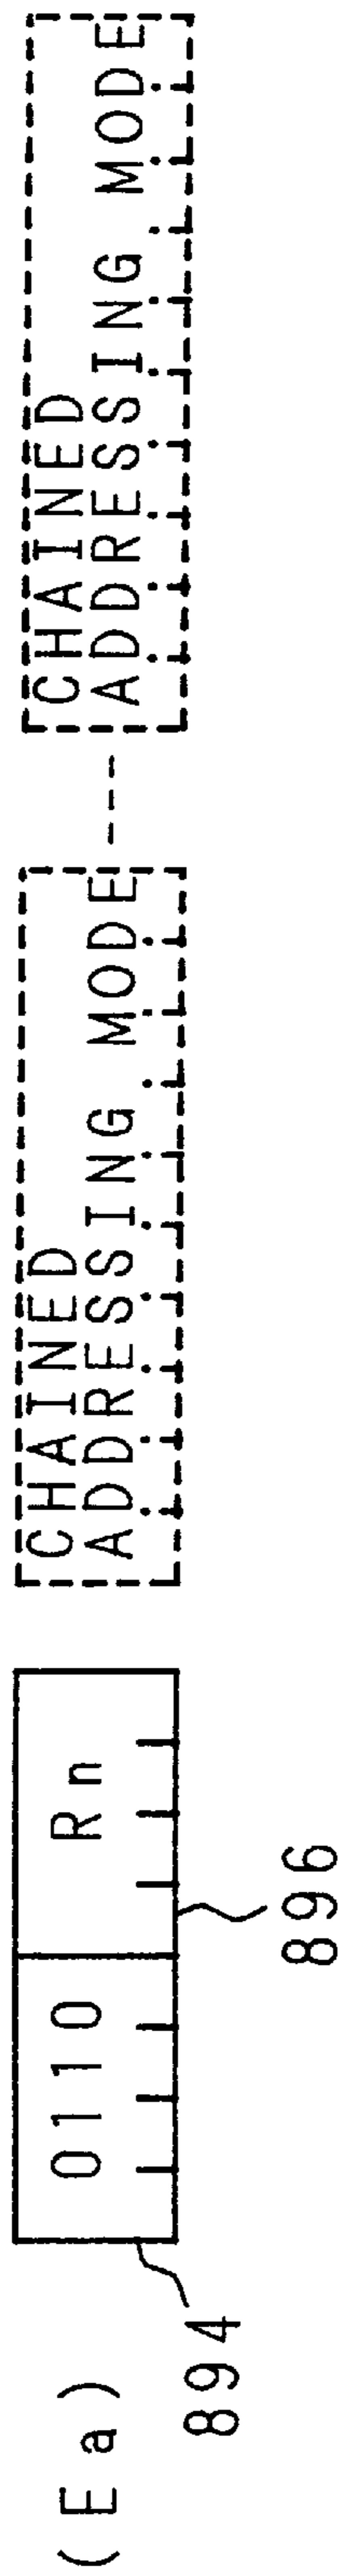 (Ea)
0110 Rn
CHAINED
ADDRESSING MODE
CHAINED
ADDRESSING MODE
894
896